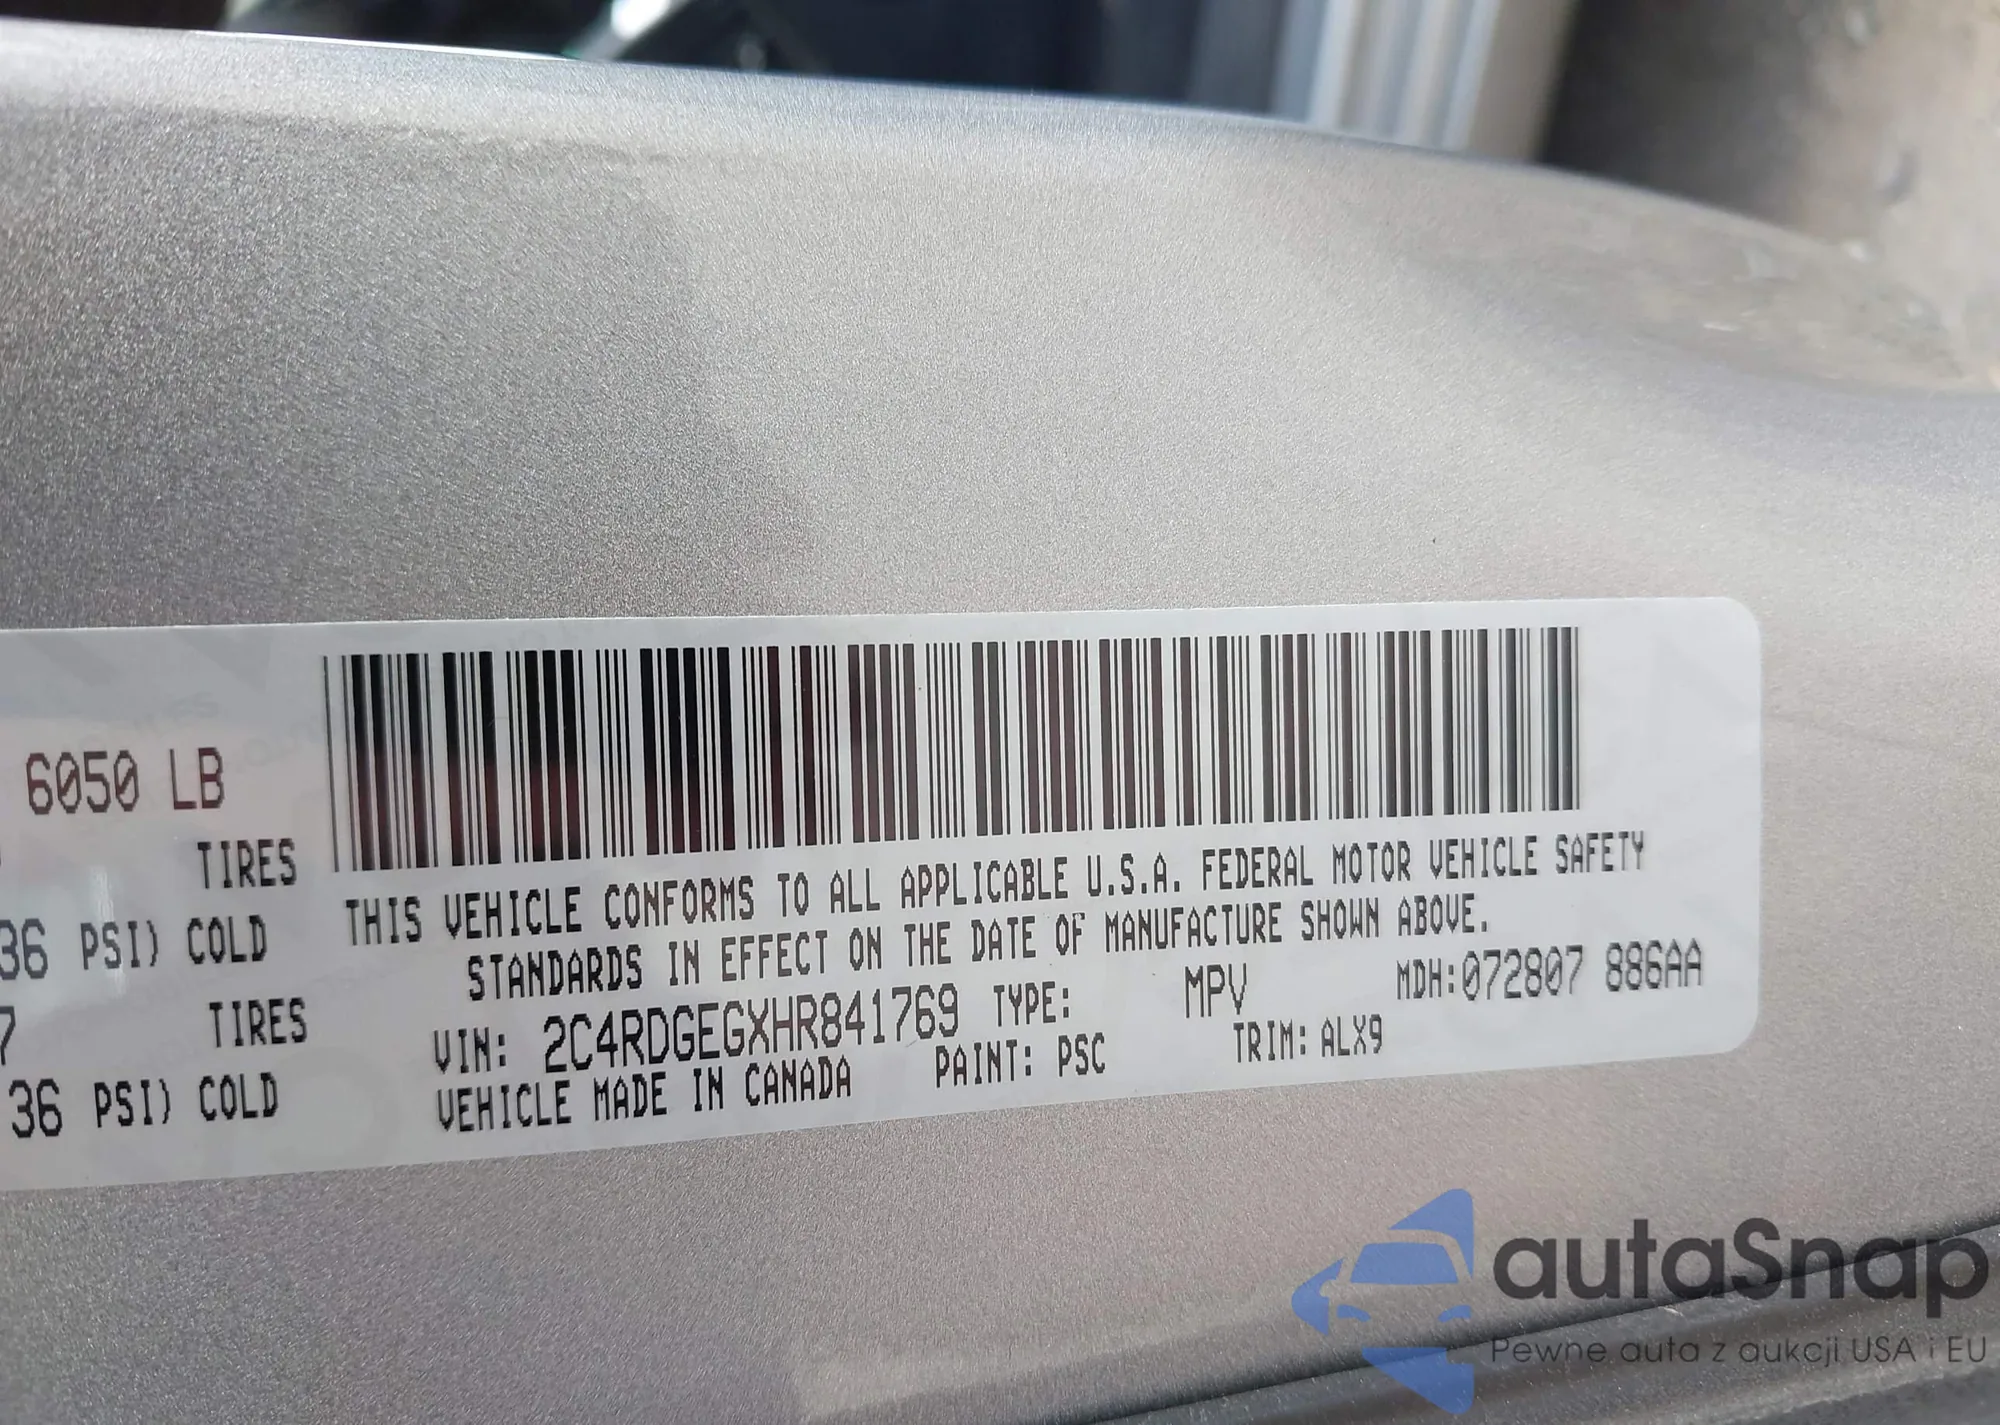 6050 LB
TIRES
36 PSI) COLD
7 TIRES
36 PSI) COLD
THIS VEHICLE CONFORMS TO ALL APPLICABLE U.S.A. FEDERAL MOTOR VEHICLE SAFETY
STANDARDS IN EFFECT ON THE DATE OF MANUFACTURE SHOWN ABOVE.
VIN: 2C4RDGEGXHR841769 TYPE: MPV MDH:072807 886AA
VEHICLE MADE IN CANADA PAINT: PSC TRIM: ALX9
autaSnap
Pewne auta z aukcji USA i EU